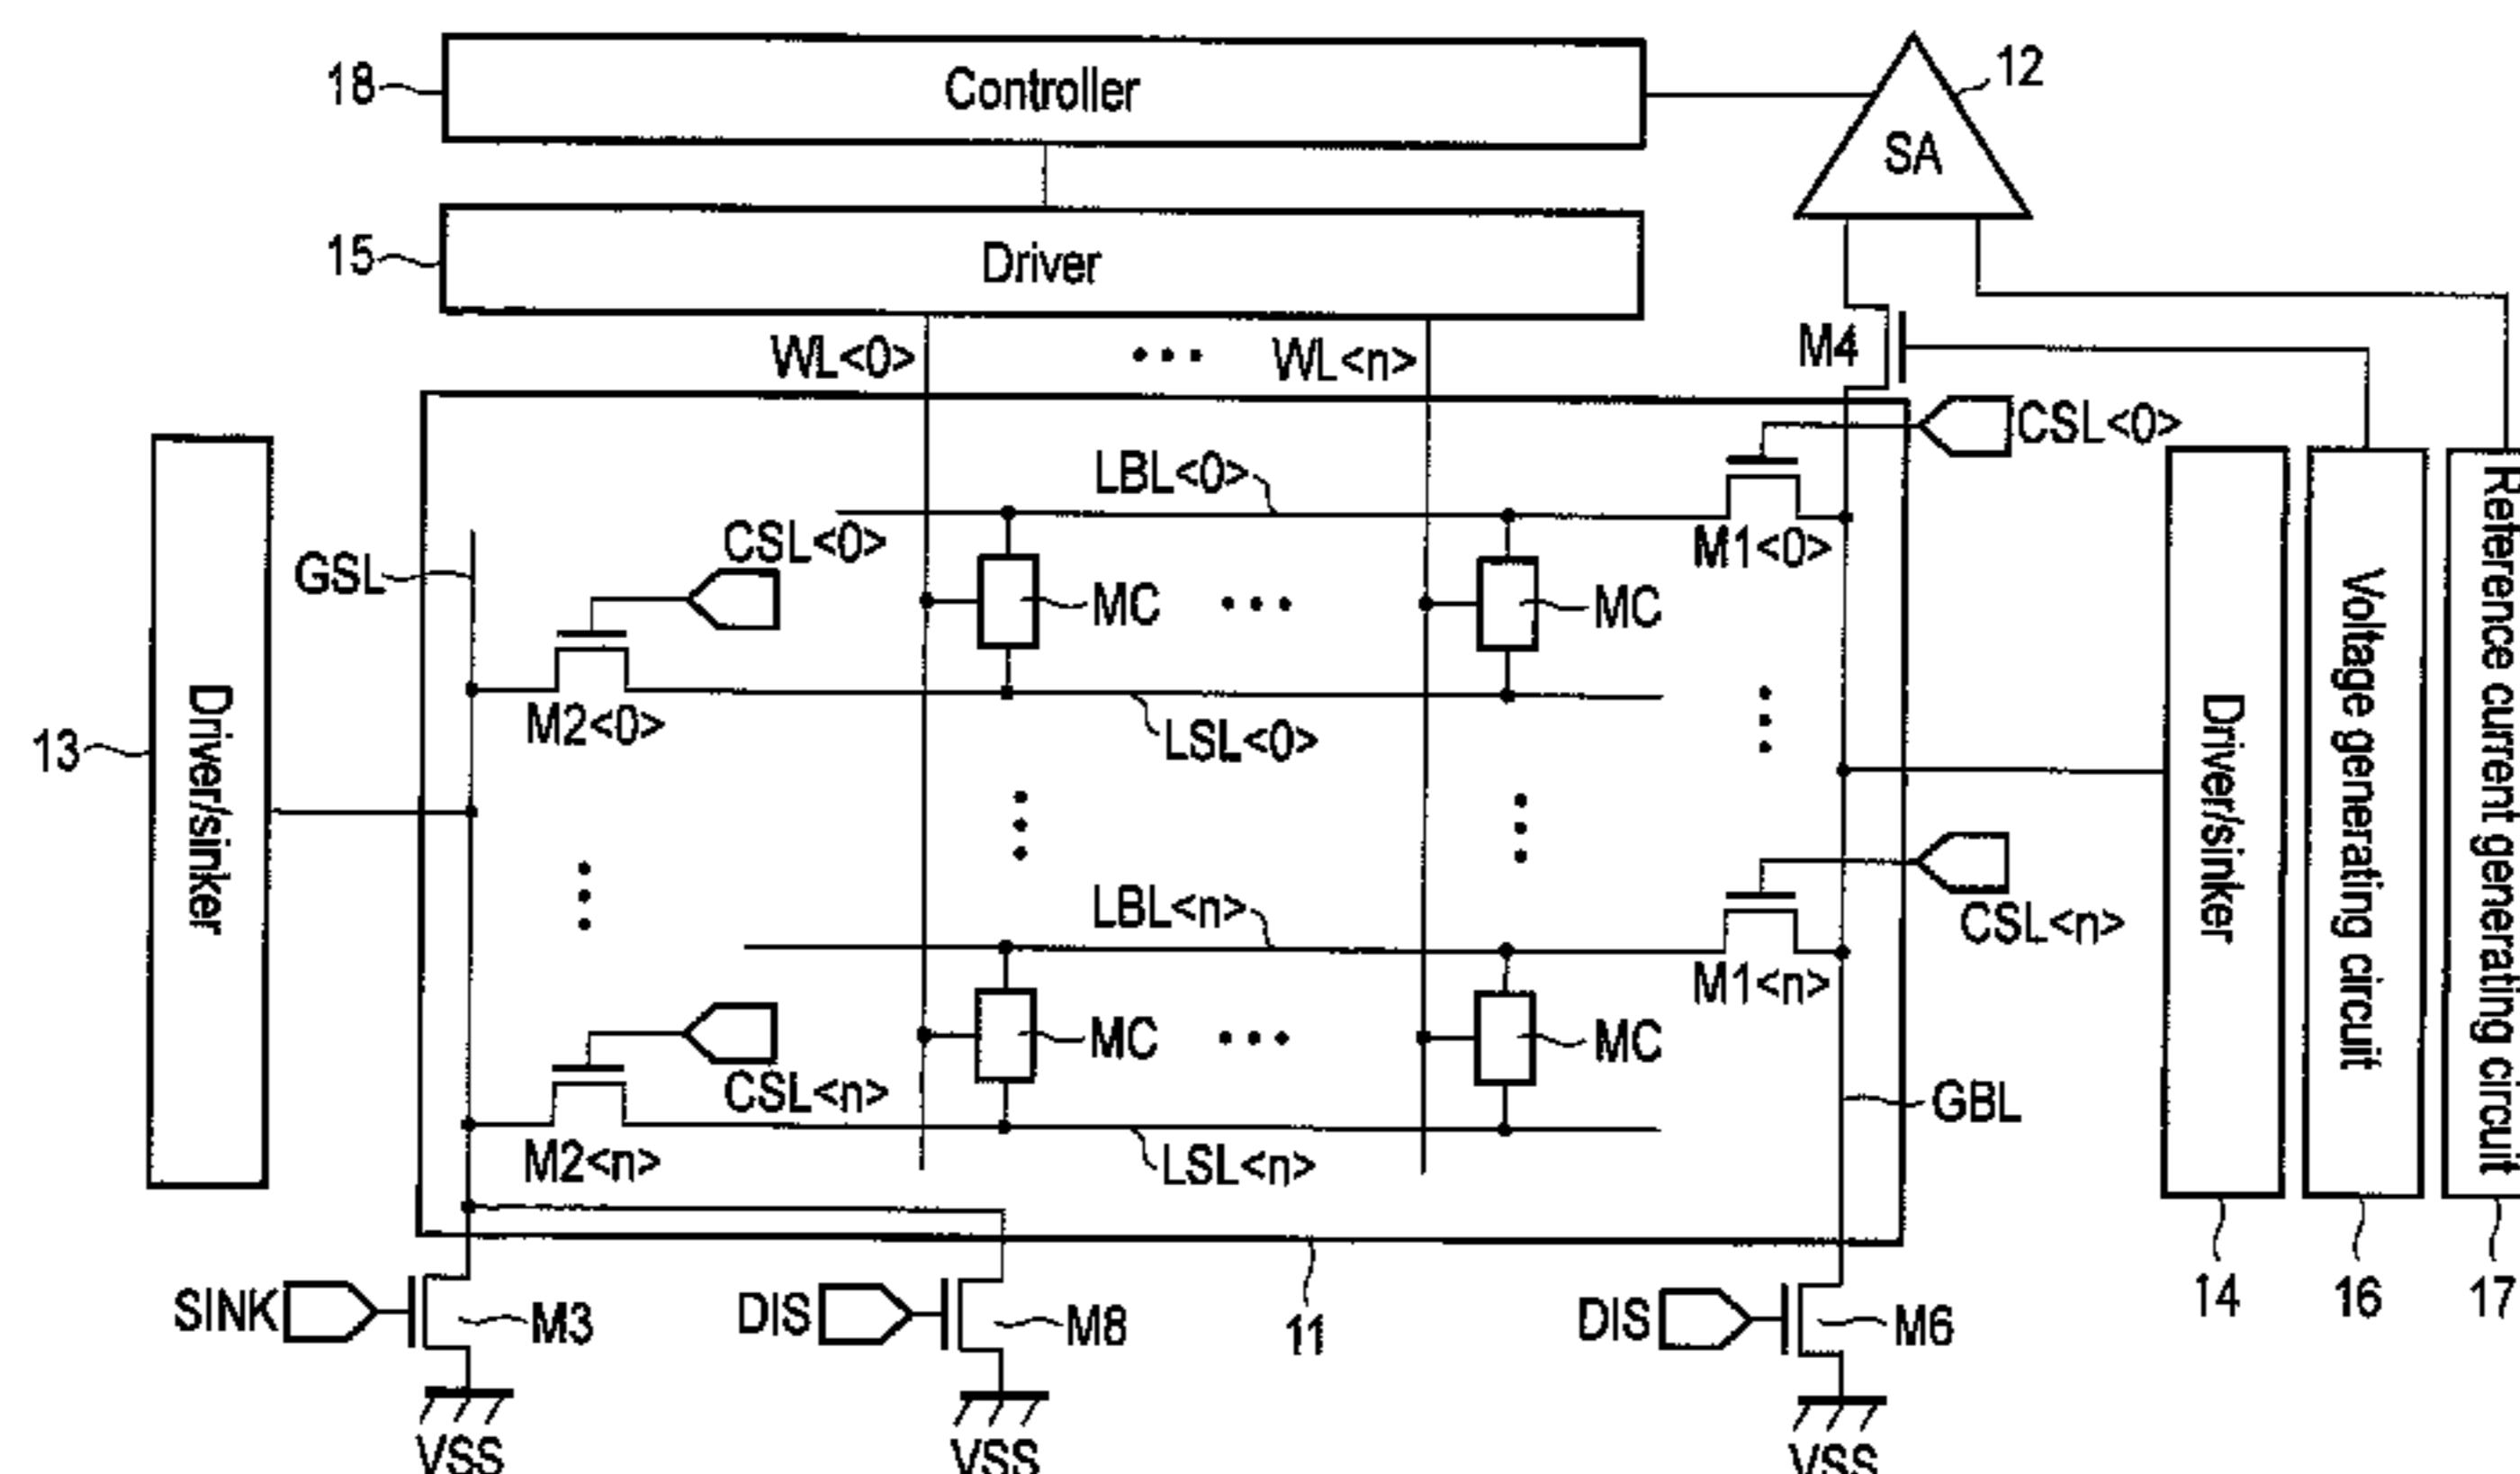 18
Controller
12
SA
15
Driver
WL<0>
WL<n>
M4
CSL<0>
LBL<0>
CSL<0>
M1<0>
GSL
MC
MC
M2<0>
LSL<0>
13
Driver/sinker
Driver/sinker
Voltage generating circuit
Reference current generating circuit
LBL<n>
CSL<n>
M1<n>
MC
MC
CSL<n>
GBL
M2<n>
LSL<n>
SINK
M3
DIS
M8
11
DIS
M6
14
16
17
VSS
VSS
VSS